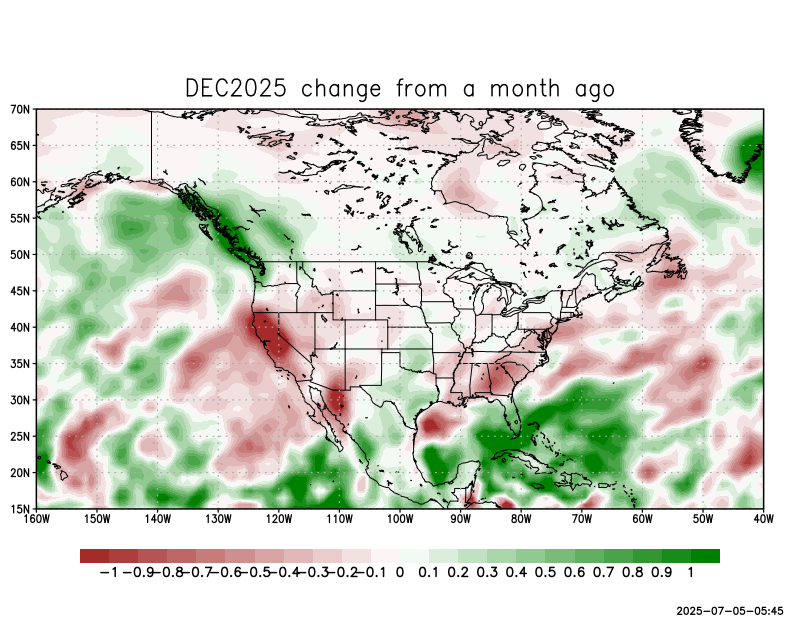 DEC2025 change from a month ago
70N
65N
60N
55N
50N
45N
40N
35N
30N
25N
20N
15N
160W 150W 140W 130W 120W 110W 100W 90W 80W 70W 60W 50W 40W
−1 −0.9 −0.8 −0.7 −0.6 −0.5 −0.4 −0.3 −0.2 −0.1 0 0.1 0.2 0.3 0.4 0.5 0.6 0.7 0.8 0.9 1
2025-07-05-05:45